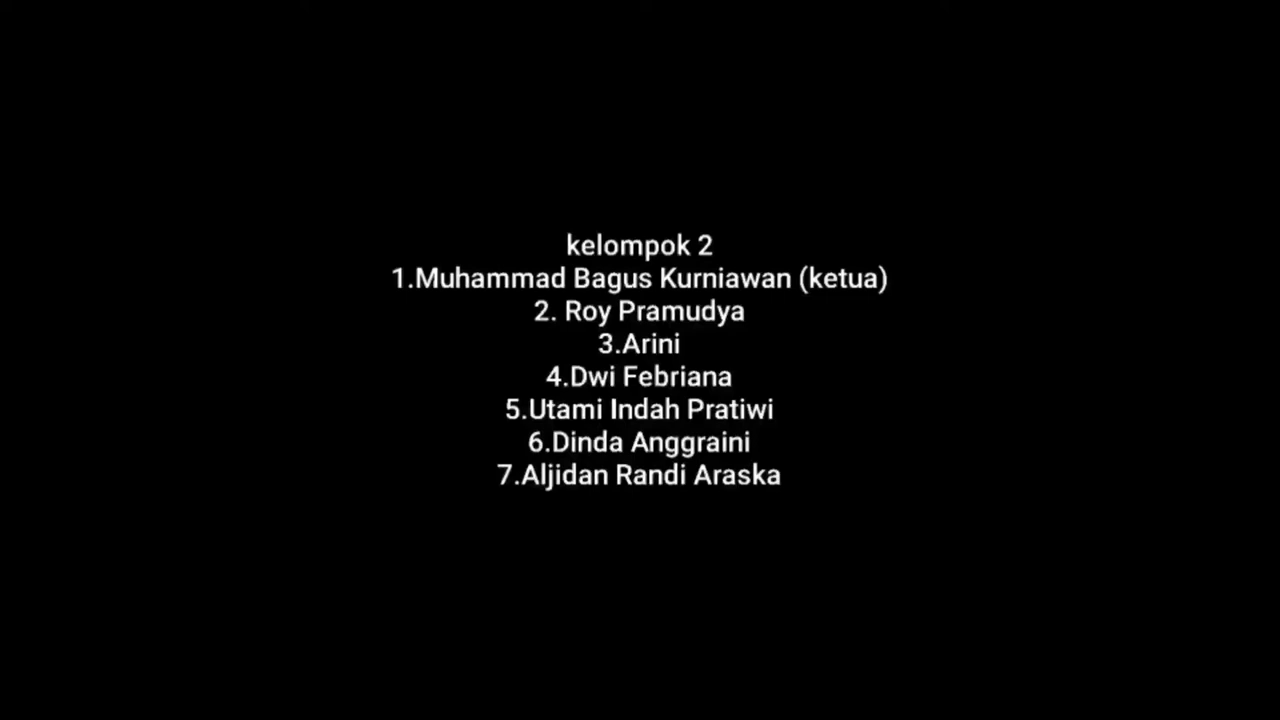 kelompok 2
1.Muhammad Bagus Kurniawan (ketua)
2. Roy Pramudya
3.Arini
4.Dwi Febriana
5.Utami Indah Pratiwi
6.Dinda Anggraini
7.Aljidan Randi Araska